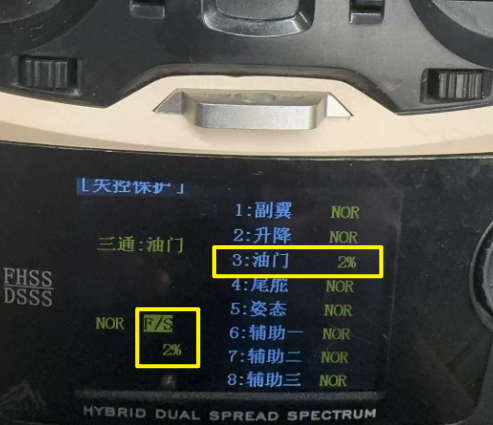 [失控保护]
三通:油门
NOR F/S
2%
1:副翼 NOR
2:升降 NOR
3:油门 2%
4:尾舵 NOR
5:姿态 NOR
6:辅助一 NOR
7:辅助二 NOR
8:辅助三 NOR
FHSS
DSSS
HYBRID DUAL SPREAD SPECTRUM